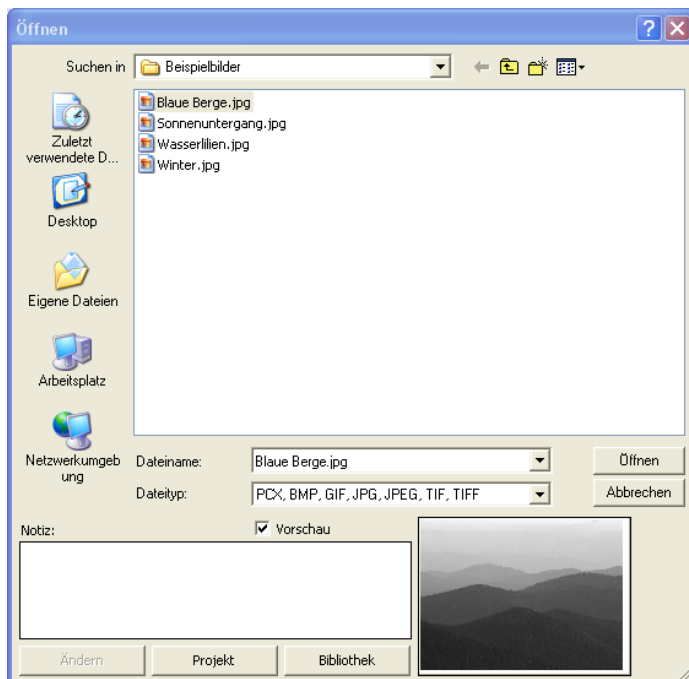 Öffnen
Suchen in
Beispielbilder
Zuletzt
verwendete D...
Desktop
Eigene Dateien
Arbeitsplatz
Netzwerkumgeb
ung
Blaue Berge.jpg
Sonnenuntergang.jpg
Wasserlilien.jpg
Winter.jpg
Dateiname:
Blaue Berge.jpg
Öffnen
Dateityp:
PCX, BMP, GIF, JPG, JPEG, TIF, TIFF
Abbrechen
Notiz:
Vorschau
Ändern
Projekt
Bibliothek